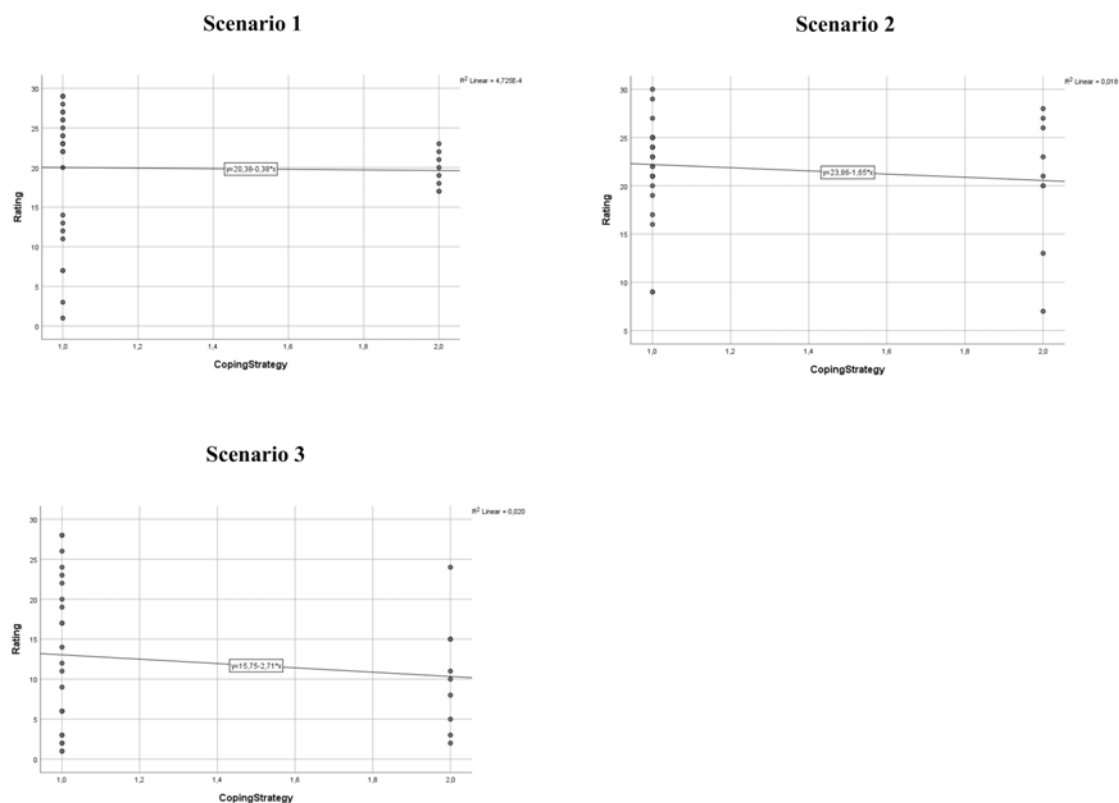 Scenario 1
R2 Linear = 4,725E-4
30
25
20
15
10
5
0
Rating
y=20,38-0,38*x
1,0 1,2 1,4 1,6 1,8 2,0
CopingStrategy
Scenario 2
R2 Linear = 0,016
30
25
20
15
10
5
Rating
y=23,86-1,65*x
1,0 1,2 1,4 1,6 1,8 2,0
CopingStrategy
Scenario 3
R2 Linear = 0,020
30
25
20
15
10
5
0
Rating
y=15,75-2,71*x
1,0 1,2 1,4 1,6 1,8 2,0
CopingStrategy